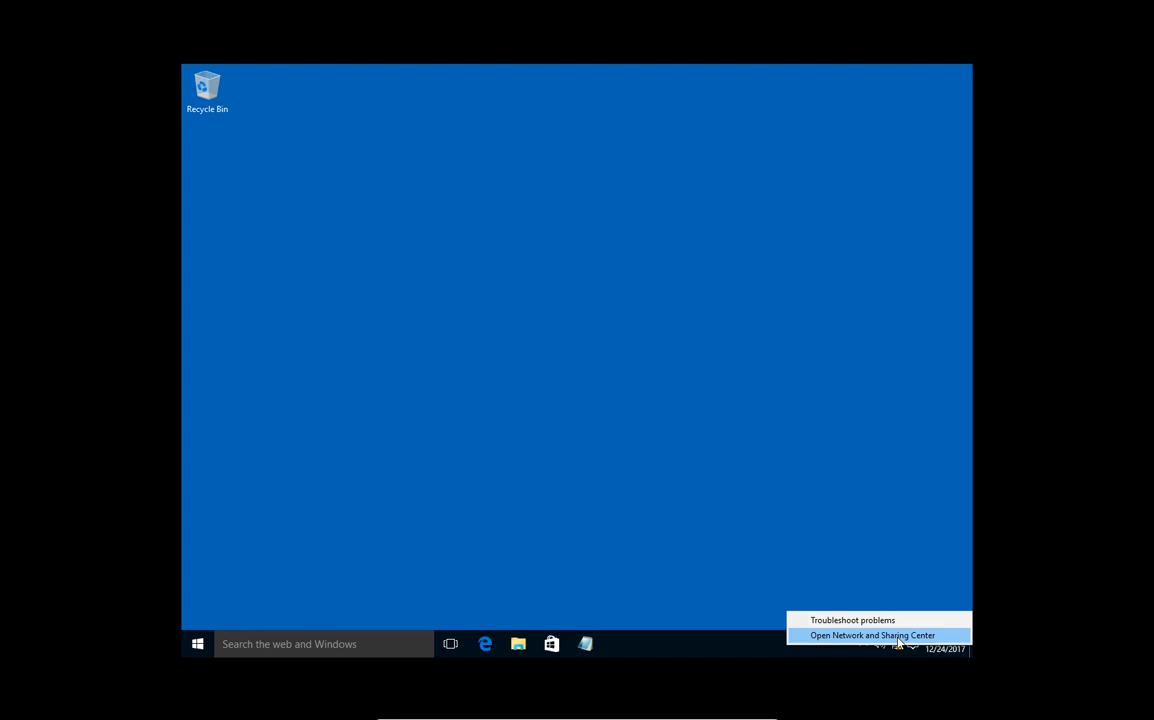 Recycle Bin
Troubleshoot problems
Open Network and Sharing Center
Search the web and Windows
12/24/2017